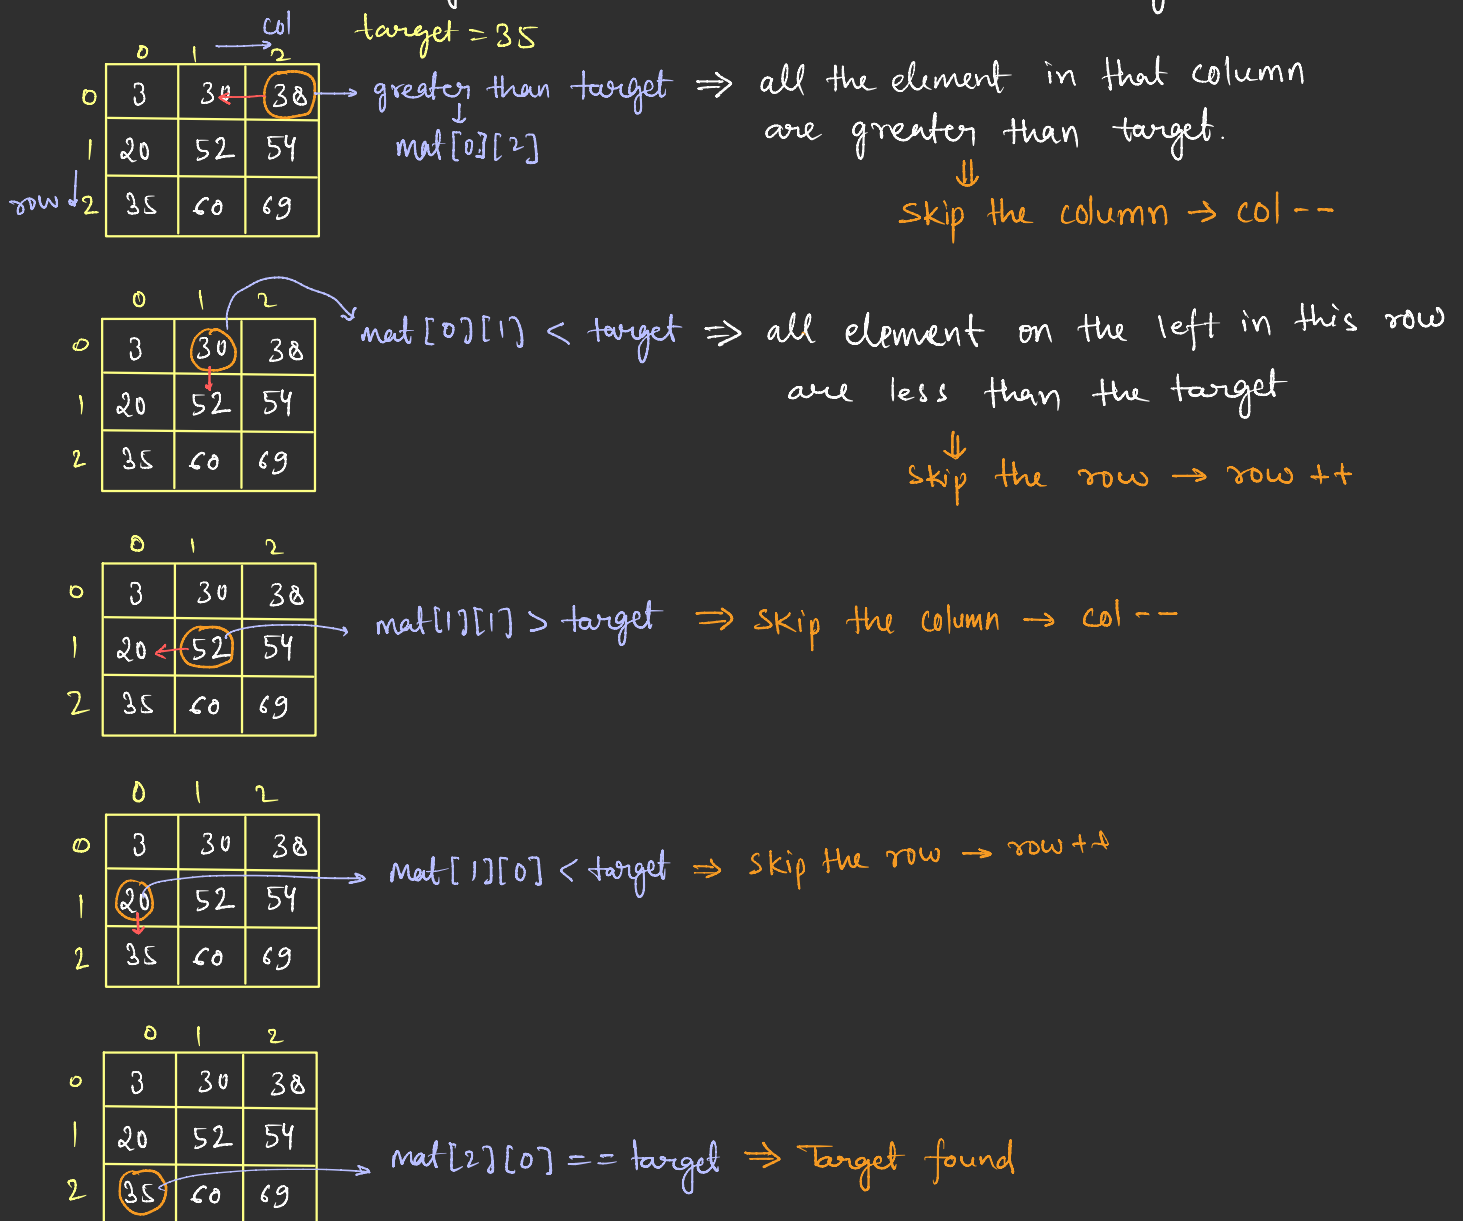 col target = 35
0 1 2
0 3 30 38 greater than target ⇒ all the element in that column
mat[0][2] are greater than target.
1 20 52 54
row 2 35 60 69 skip the column → col --
0 1 2
0 3 30 38 mat[0][1] < target ⇒ all element on the left in this row
1 20 52 54 are less than the target
2 35 60 69 skip the row → row ++
0 1 2
0 3 30 38
1 20 52 54 mat[1][1] > target ⇒ skip the column → col --
2 35 60 69
0 1 2
0 3 30 38
1 20 52 54 mat[1][0] < target ⇒ skip the row → row ++
2 35 60 69
0 1 2
0 3 30 38
1 20 52 54
2 35 60 69 mat[2][0] == target ⇒ Target found